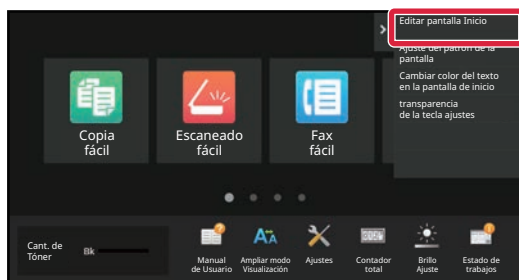 Editar pantalla Inicio
Ajuste del patrón de la
pantalla
Cambiar color del texto
en la pantalla de inicio
transparencia
de la tecla ajustes
Copia
fácil
Escaneado
fácil
Fax
fácil
Cant. de
Tóner
Bk
Manual
de Usuario
Ampliar modo
Visualización
Ajustes
Contador
total
Brillo
Ajuste
Estado de
trabajos